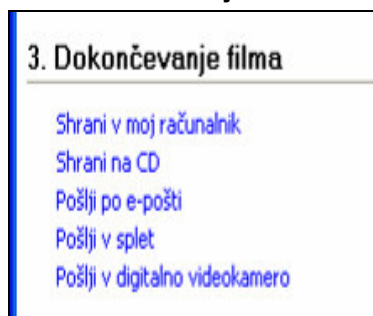 3. Dokončevanje filma
Shrani v moj računalnik
Shrani na CD
Pošlji po e-pošti
Pošlji v splet
Pošlji v digitalno videokamero